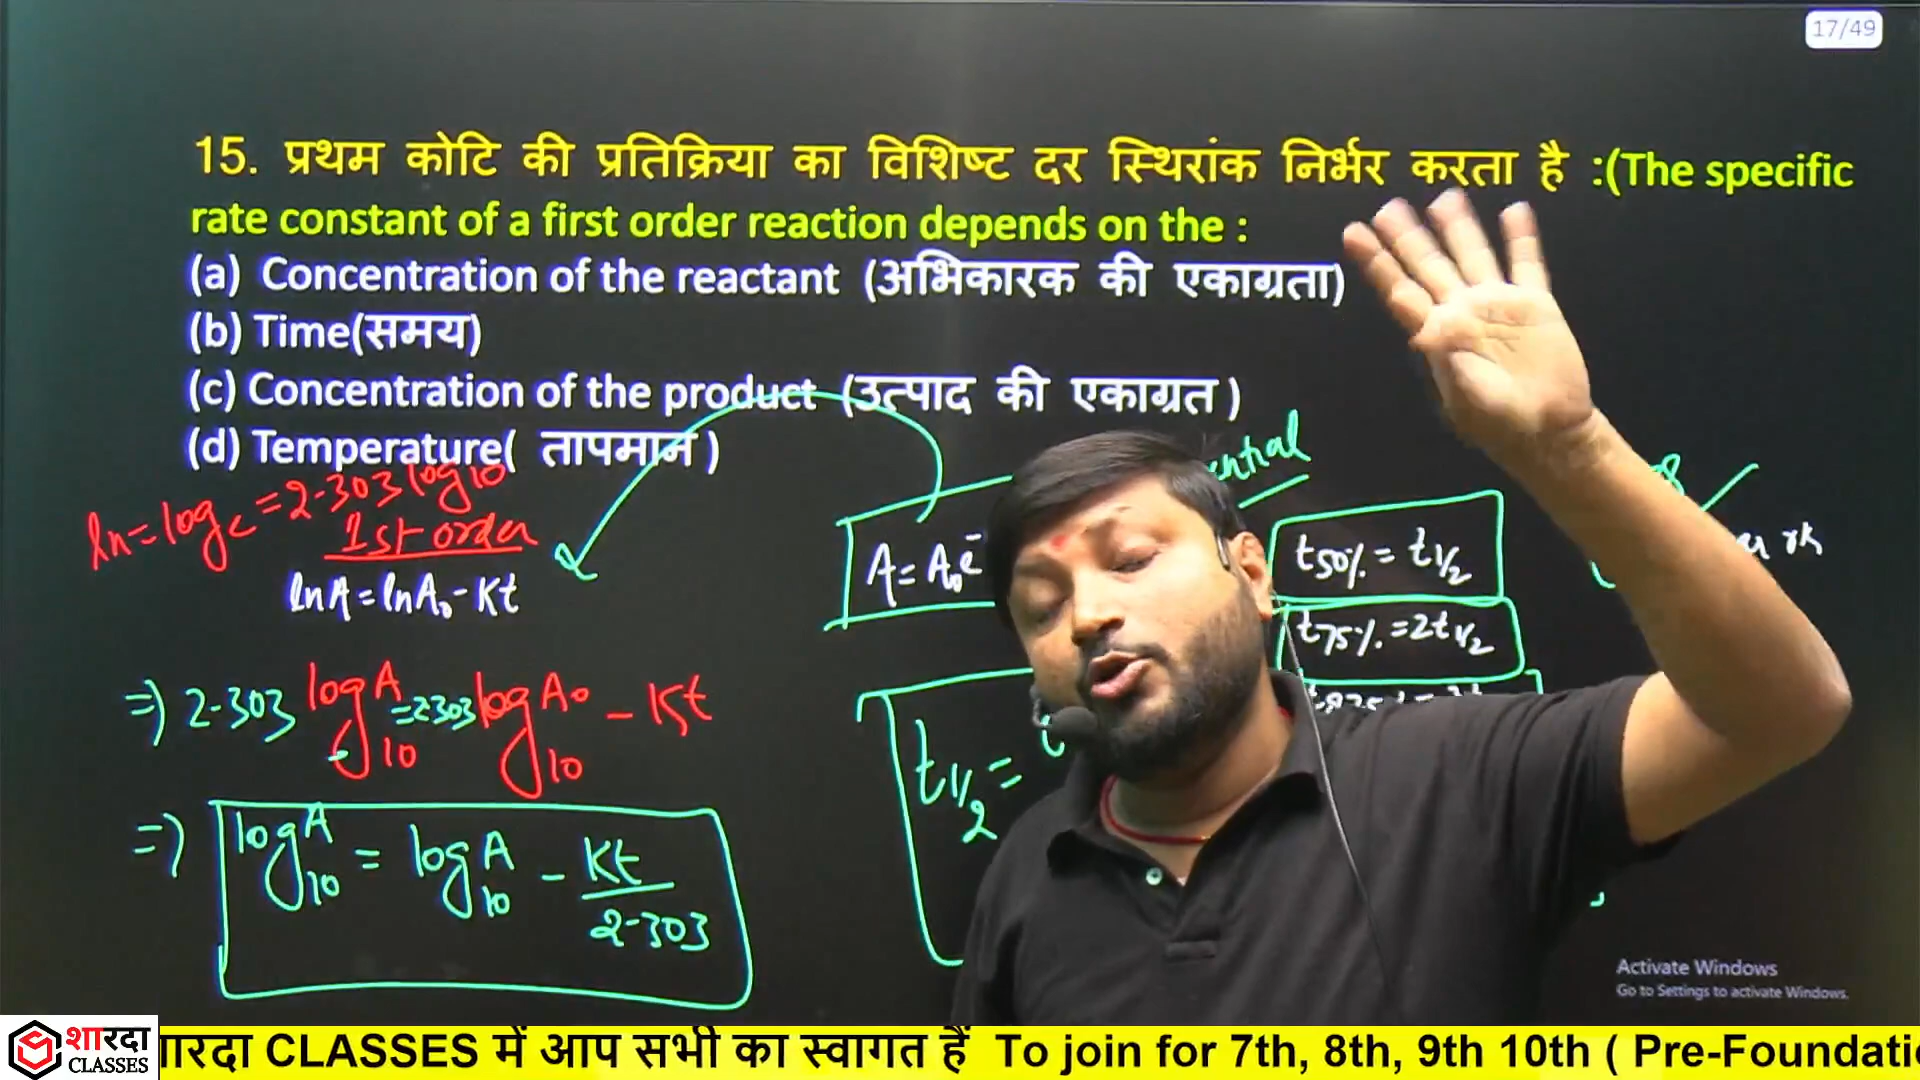 17/49
15. प्रथम कोटि की प्रतिक्रिया का विशिष्ट दर स्थिरांक निर्भर करता है :(The specific
rate constant of a first order reaction depends on the :
(a) Concentration of the reactant (अभिकारक की एकाग्रता)
(b) Time(समय)
(c) Concentration of the product (उत्पाद की एकाग्रत )
(d) Temperature( तापमान )
ln=logₑ=2.303log10
1st order
lnA=lnA₀-Kt
⇒ 2.303 log₁₀A=2.303 log₁₀A₀ - Kt
⇒ log₁₀A = log₁₀A - Kt/2.303
A=A₀e⁻
t50%=t1/2
t75%=2t1/2
t1/2=
Activate Windows
Go to Settings to activate Windows.
शारदा
CLASSES
ारदा CLASSES में आप सभी का स्वागत हैं To join for 7th, 8th, 9th 10th ( Pre-Foundati